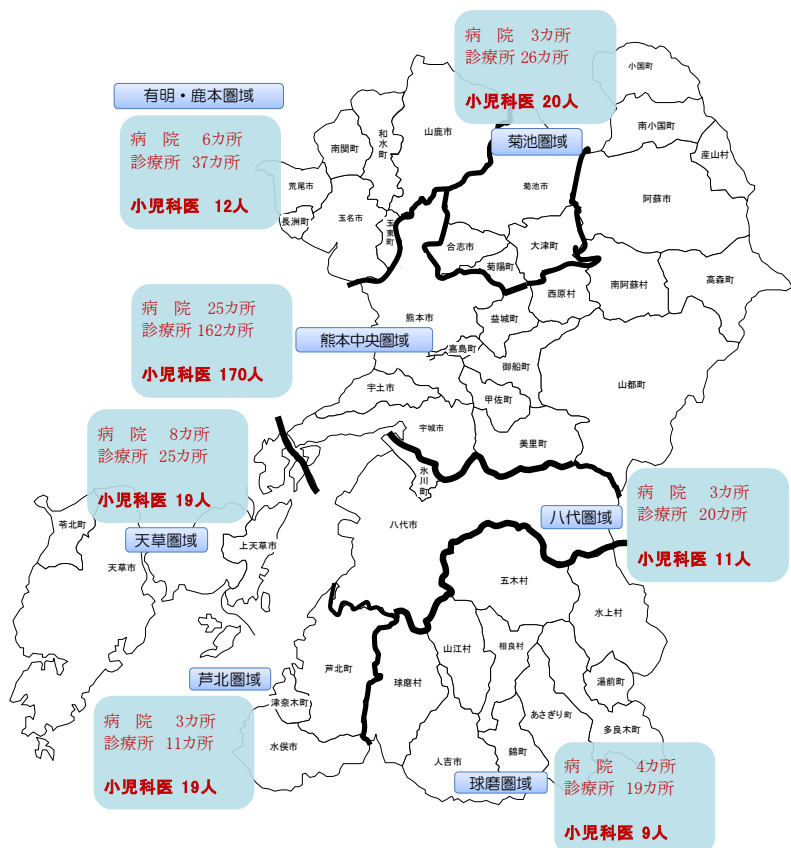 病　院　3カ所
診療所 26カ所
小児科医 20人
小国町
有明・鹿本圏域
病　院　6カ所
診療所 37カ所
小児科医 12人
和水町
山鹿市
南関町
南小国町
産山村
菊池圏域
荒尾市
菊池市
阿蘇市
長洲町
玉名市
玉東町
合志市
大津町
菊陽町
西原村
南阿蘇村
高森町
病　院　25カ所
診療所 162カ所
小児科医 170人
熊本市
益城町
熊本中央圏域
嘉島町
御船町
宇土市
甲佐町
山都町
病　院　8カ所
診療所 25カ所
小児科医 19人
宇城市
美里町
氷川町
病　院　3カ所
診療所 20カ所
小児科医 11人
八代圏域
苓北町
八代市
天草圏域
上天草市
天草市
五木村
水上村
芦北町
山江村
相良村
芦北圏域
球磨村
湯前町
津奈木町
あさぎり町
多良木町
病　院　3カ所
診療所 11カ所
小児科医 19人
水俣市
人吉市
錦町
球磨圏域
病　院　4カ所
診療所 19カ所
小児科医 9人